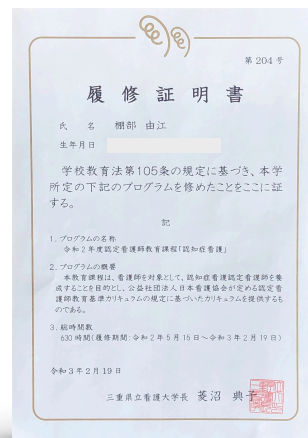 第204号
履修証明書
氏 名 棚部 由江
生年月日
学校教育法第105条の規定に基づき、本学
所定の下記のプログラムを修めたことをここに証
する。
記
1. プログラムの名称
令和2年度認定看護師教育課程「認知症看護」
2. プログラムの概要
本教育課程は、看護師を対象として、認知症看護認定看護師を養
成することを目的とし、公益社団法人日本看護協会が定める認定看
護師教育基準カリキュラムの規定に基づいたカリキュラムを提供するも
のである。
3. 総時間数
630時間(履修期間:令和2年5月15日~令和3年2月19日)
令和3年2月19日
三重県立看護大学長 菱沼 典子